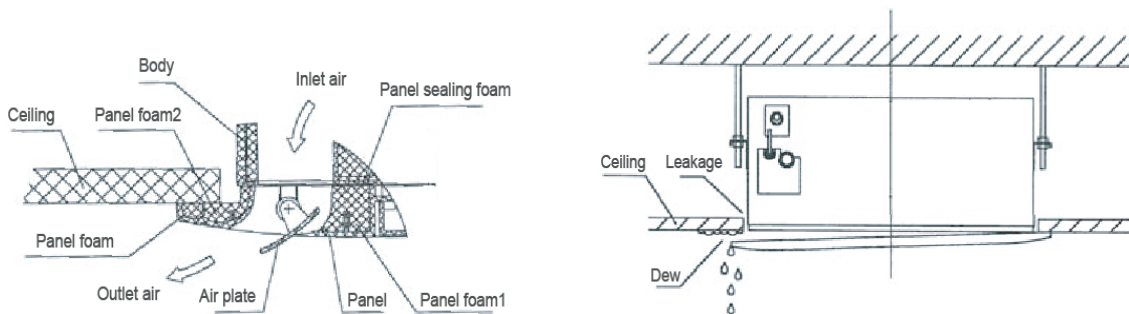 Body
Inlet air
Panel sealing foam
Ceiling
Panel foam2
Panel foam
Outlet air
Air plate
Panel
Panel foam1
Ceiling
Leakage
Dew